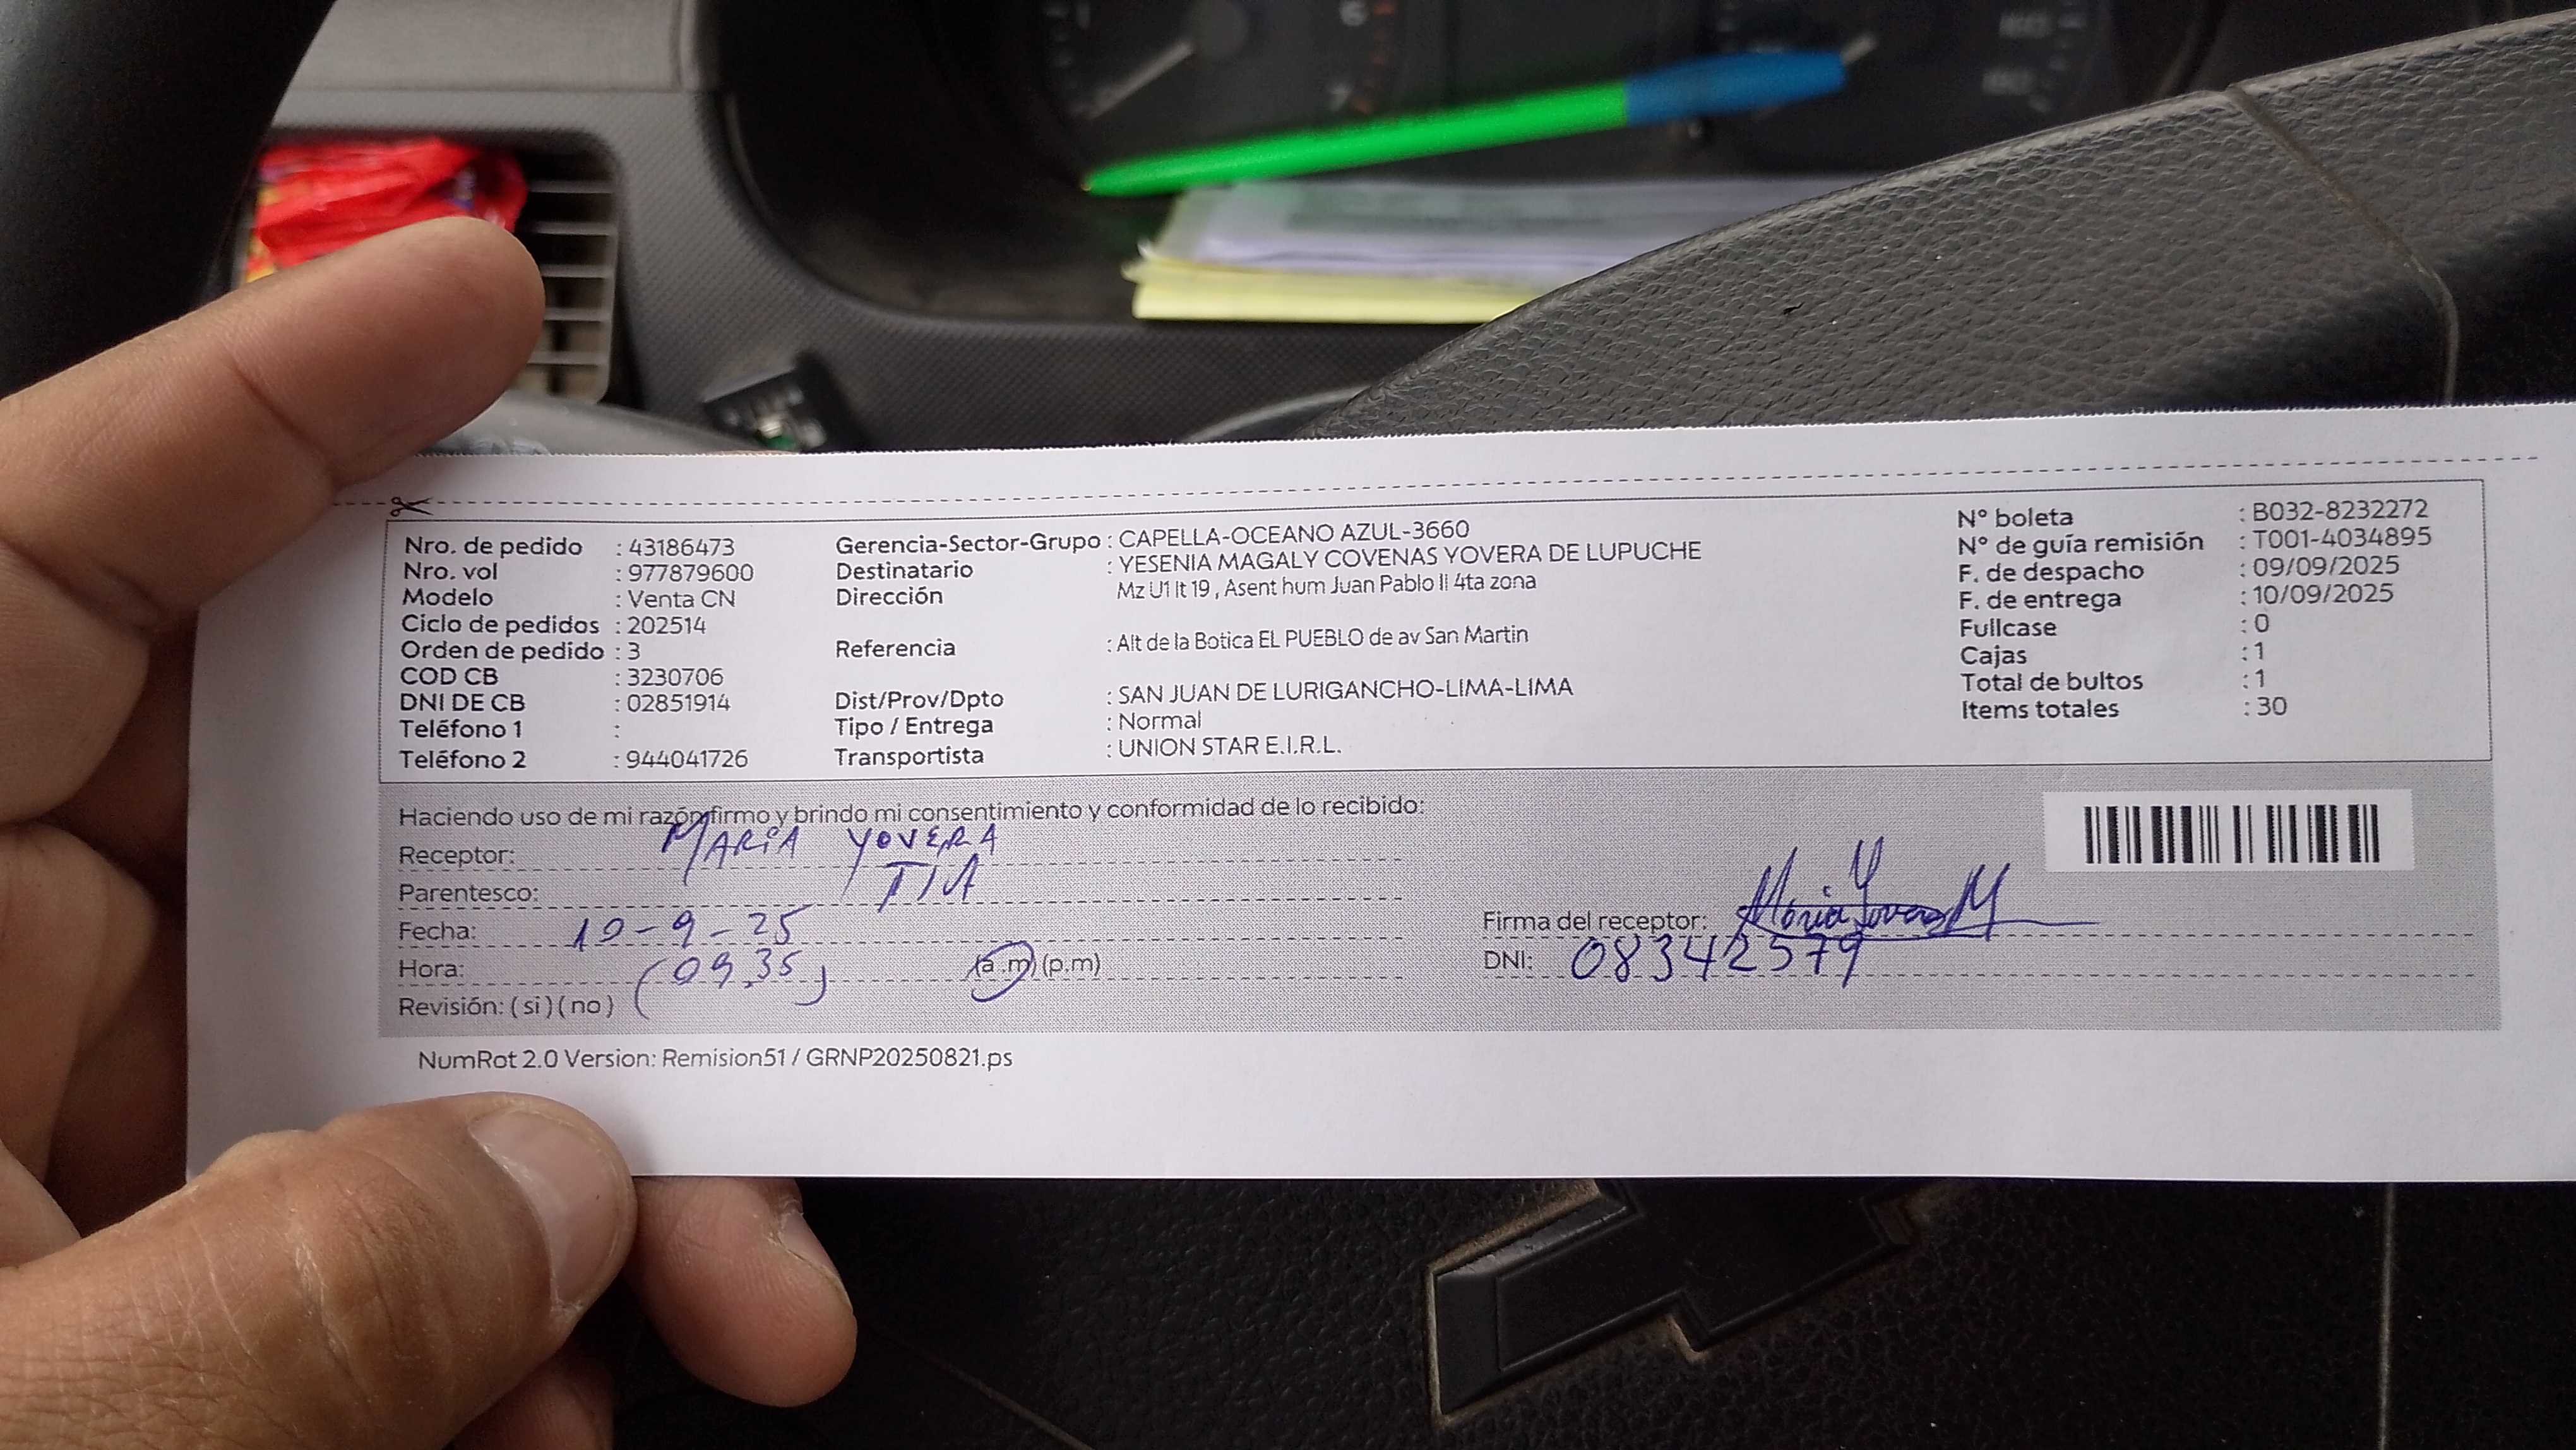 Nro. de pedido : 43186473
Nro. vol : 977879600
Modelo : Venta CN
Ciclo de pedidos : 202514
Orden de pedido : 3
COD CB : 3230706
DNI DE CB : 02851914
Teléfono 1 :
Teléfono 2 : 944041726
Gerencia-Sector-Grupo : CAPELLA-OCEANO AZUL-3660
Destinatario : YESENIA MAGALY COVENAS YOVERA DE LUPUCHE
Dirección Mz U1 lt 19 , Asent hum Juan Pablo II 4ta zona
Referencia : Alt de la Botica EL PUEBLO de av San Martin
Dist/Prov/Dpto : SAN JUAN DE LURIGANCHO-LIMA-LIMA
Tipo / Entrega : Normal
Transportista : UNION STAR E.I.R.L.
N° boleta : B032-8232272
N° de guía remisión : T001-4034895
F. de despacho : 09/09/2025
F. de entrega : 10/09/2025
Fullcase : 0
Cajas : 1
Total de bultos : 1
Items totales : 30
Haciendo uso de mi razón firmo y brindo mi consentimiento y conformidad de lo recibido:
Receptor: MARIA YOVERA
Parentesco: TIA
Fecha: 10-9-25
Hora: (09,35) (a.m) (p.m)
Revisión: ( si ) ( no )
Firma del receptor: Maria Yovera M
DNI: 08342579
NumRot 2.0 Version: Remision51 / GRNP20250821.ps